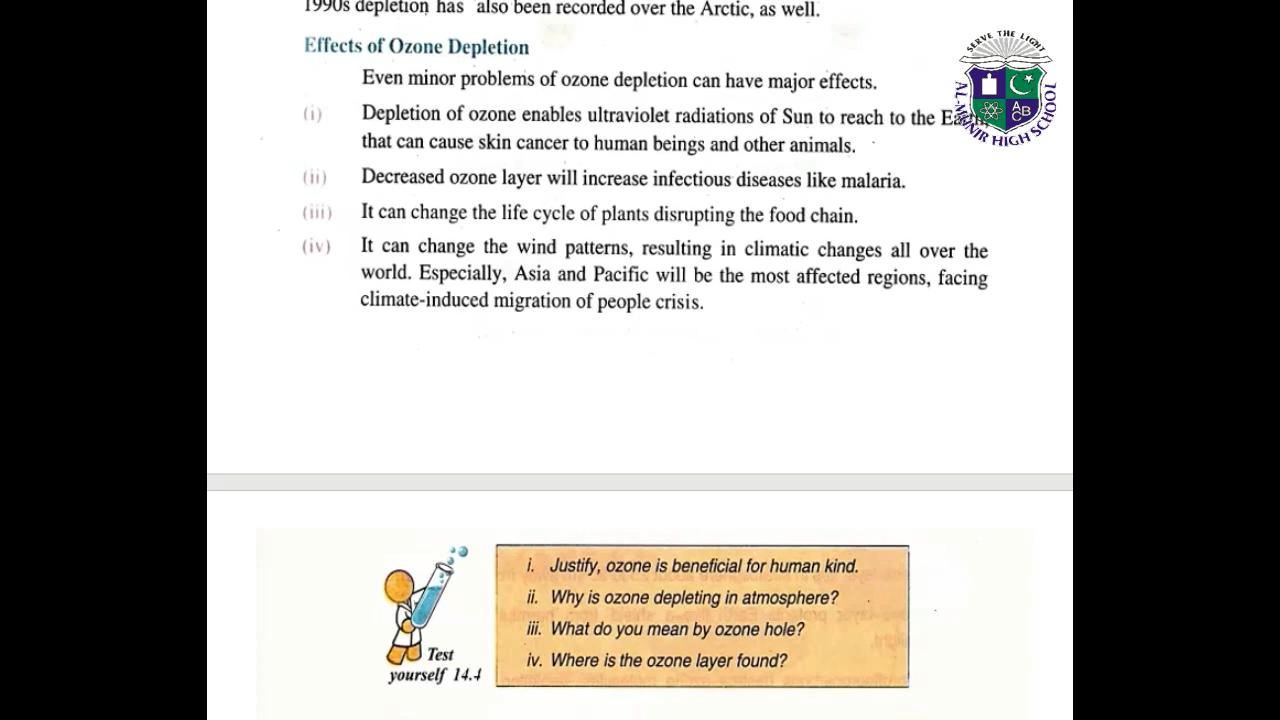 1990s depletion has also been recorded over the Arctic, as well.
Effects of Ozone Depletion
Even minor problems of ozone depletion can have major effects.
(i) Depletion of ozone enables ultraviolet radiations of Sun to reach to the Earth
that can cause skin cancer to human beings and other animals.
(ii) Decreased ozone layer will increase infectious diseases like malaria.
(iii) It can change the life cycle of plants disrupting the food chain.
(iv) It can change the wind patterns, resulting in climatic changes all over the
world. Especially, Asia and Pacific will be the most affected regions, facing
climate-induced migration of people crisis.
SERVE THE LIGHT
ABC
AL-MUNIR HIGH SCHOOL
Test
yourself 14.4
i. Justify, ozone is beneficial for human kind.
ii. Why is ozone depleting in atmosphere?
iii. What do you mean by ozone hole?
iv. Where is the ozone layer found?